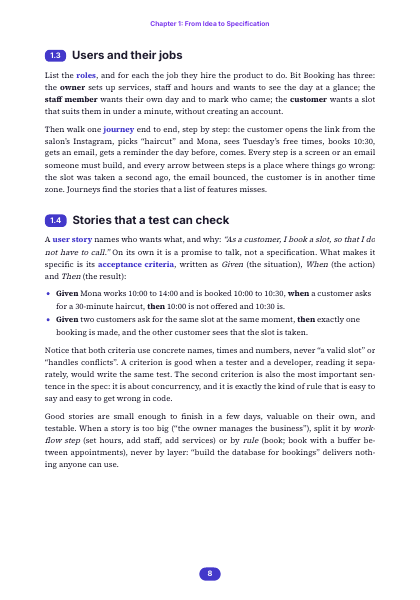 Chapter 1: From Idea to Specification
1.3 Users and their jobs
List the roles, and for each the job they hire the product to do. Bit Booking has three:
the owner sets up services, staff and hours and wants to see the day at a glance; the
staff member wants their own day and to mark who came; the customer wants a slot
that suits them in under a minute, without creating an account.
Then walk one journey end to end, step by step: the customer opens the link from the
salon's Instagram, picks “haircut” and Mona, sees Tuesday's free times, books 10:30,
gets an email, gets a reminder the day before, comes. Every step is a screen or an email
someone must build, and every arrow between steps is a place where things go wrong:
the slot was taken a second ago, the email bounced, the customer is in another time
zone. Journeys find the stories that a list of features misses.
1.4 Stories that a test can check
A user story names who wants what, and why: “As a customer, I book a slot, so that I do
not have to call.” On its own it is a promise to talk, not a specification. What makes it
specific is its acceptance criteria, written as Given (the situation), When (the action)
and Then (the result):
• Given Mona works 10:00 to 14:00 and is booked 10:00 to 10:30, when a customer asks
for a 30-minute haircut, then 10:00 is not offered and 10:30 is.
• Given two customers ask for the same slot at the same moment, then exactly one
booking is made, and the other customer sees that the slot is taken.
Notice that both criteria use concrete names, times and numbers, never “a valid slot” or
“handles conflicts”. A criterion is good when a tester and a developer, reading it sepa-
rately, would write the same test. The second criterion is also the most important sen-
tence in the spec: it is about concurrency, and it is exactly the kind of rule that is easy to
say and easy to get wrong in code.
Good stories are small enough to finish in a few days, valuable on their own, and
testable. When a story is too big (“the owner manages the business”), split it by work-
flow step (set hours, add staff, add services) or by rule (book; book with a buffer be-
tween appointments), never by layer: “build the database for bookings” delivers noth-
ing anyone can use.
8